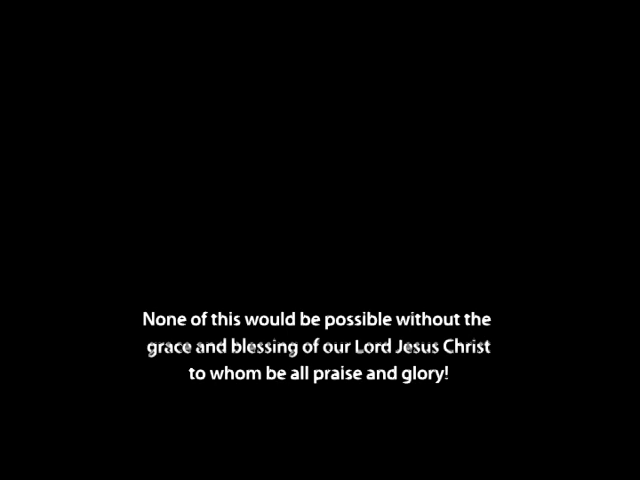 None of this would be possible without the
grace and blessing of our Lord Jesus Christ
to whom be all praise and glory!